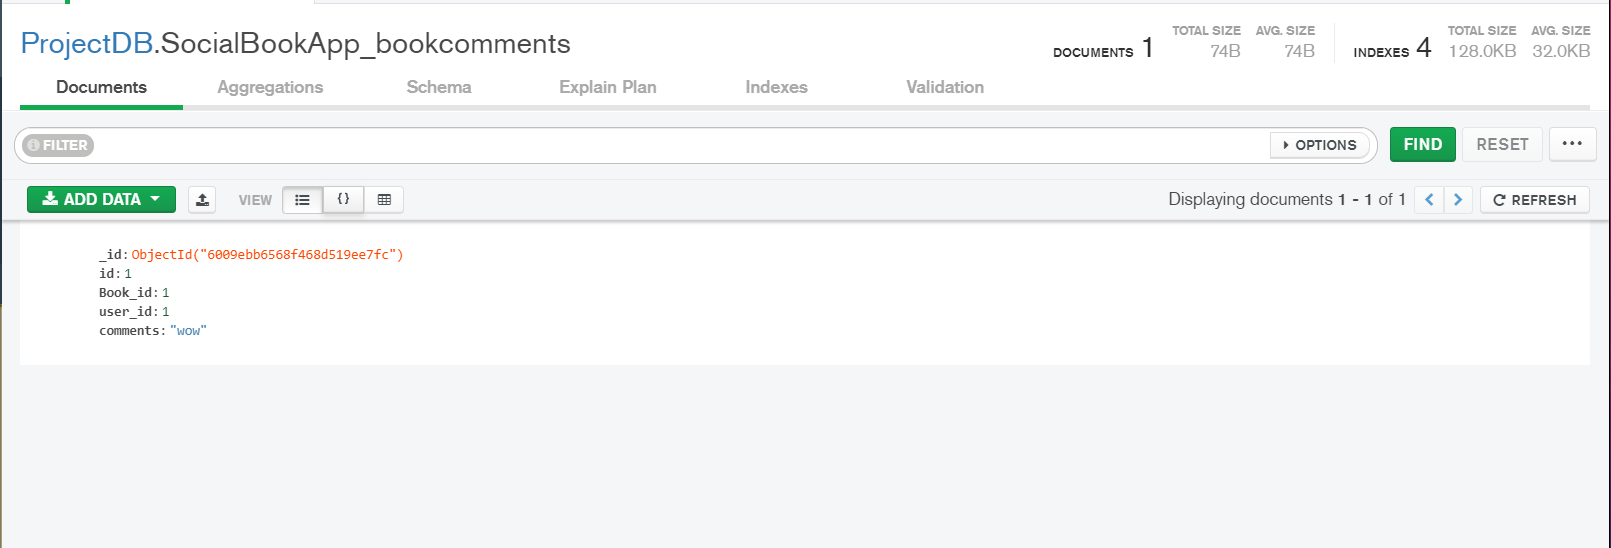 ProjectDB.SocialBookApp_bookcomments
DOCUMENTS 1 TOTAL SIZE 74B AVG. SIZE 74B INDEXES 4 TOTAL SIZE 128.0KB AVG. SIZE 32.0KB
Documents Aggregations Schema Explain Plan Indexes Validation
FILTER OPTIONS FIND RESET ...
ADD DATA VIEW {} Displaying documents 1 - 1 of 1 < > REFRESH
_id: ObjectId("6009ebb6568f468d519ee7fc")
id: 1
Book_id: 1
user_id: 1
comments: "wow"